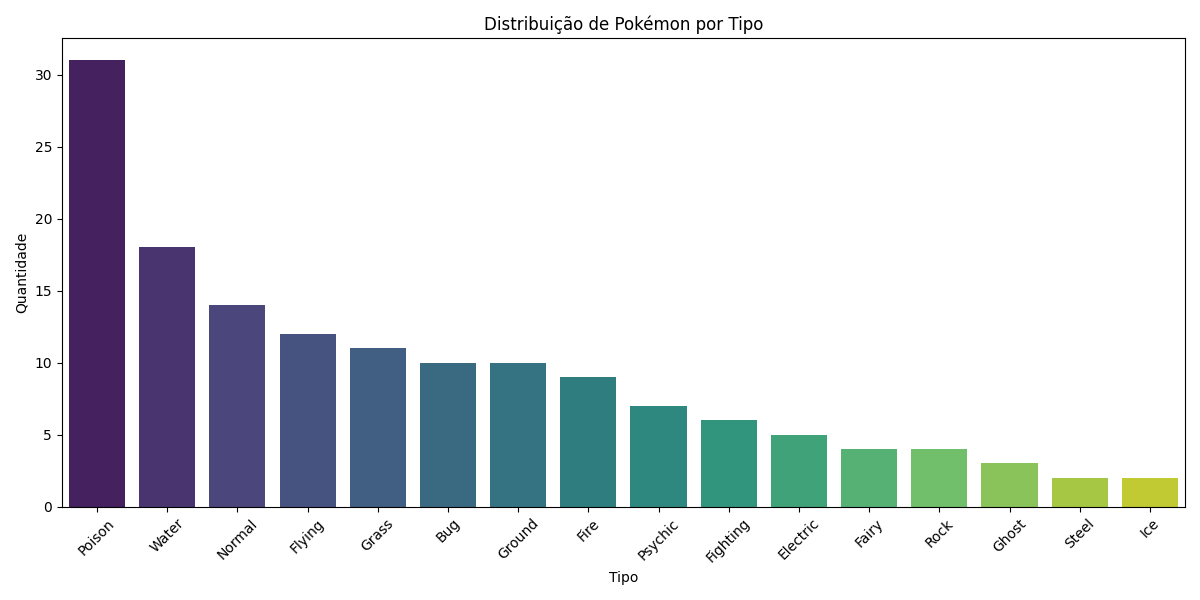 Distribuição de Pokémon por Tipo
Quantidade
30
25
20
15
10
5
0
Poison
Water
Normal
Flying
Grass
Bug
Ground
Fire
Psychic
Fighting
Electric
Fairy
Rock
Ghost
Steel
Ice
Tipo